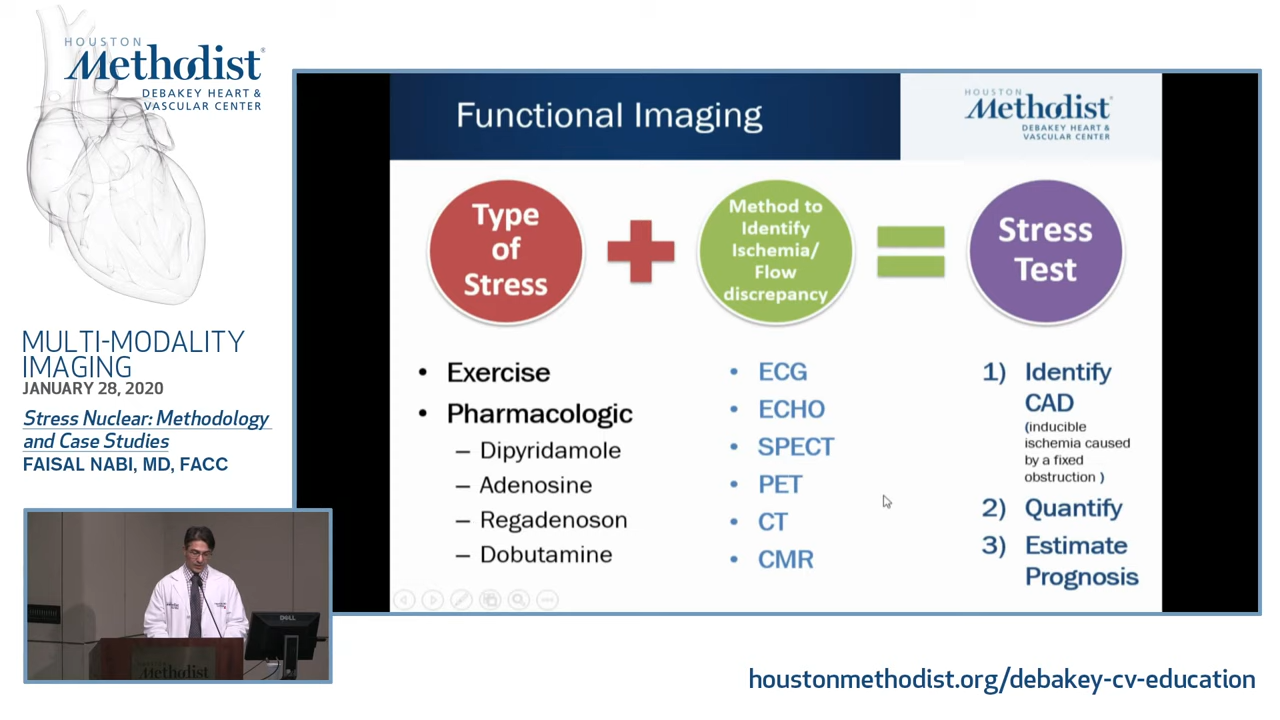 HOUSTON
Methodist®
DEBAKEY HEART &
VASCULAR CENTER
MULTI-MODALITY
IMAGING
JANUARY 28, 2020
Stress Nuclear: Methodology
and Case Studies
FAISAL NABI, MD, FACC
Functional Imaging
HOUSTON
Methodist®
DEBAKEY HEART &
VASCULAR CENTER
Type
of
Stress
Method to
Identify
Ischemia/
Flow
discrepancy
Stress
Test
• Exercise
• Pharmacologic
– Dipyridamole
– Adenosine
– Regadenoson
– Dobutamine
• ECG
• ECHO
• SPECT
• PET
• CT
• CMR
1) Identify
CAD
(inducible
ischemia caused
by a fixed
obstruction )
2) Quantify
3) Estimate
Prognosis
DELL
HOUSTON
Methodist
houstonmethodist.org/debakey-cv-education